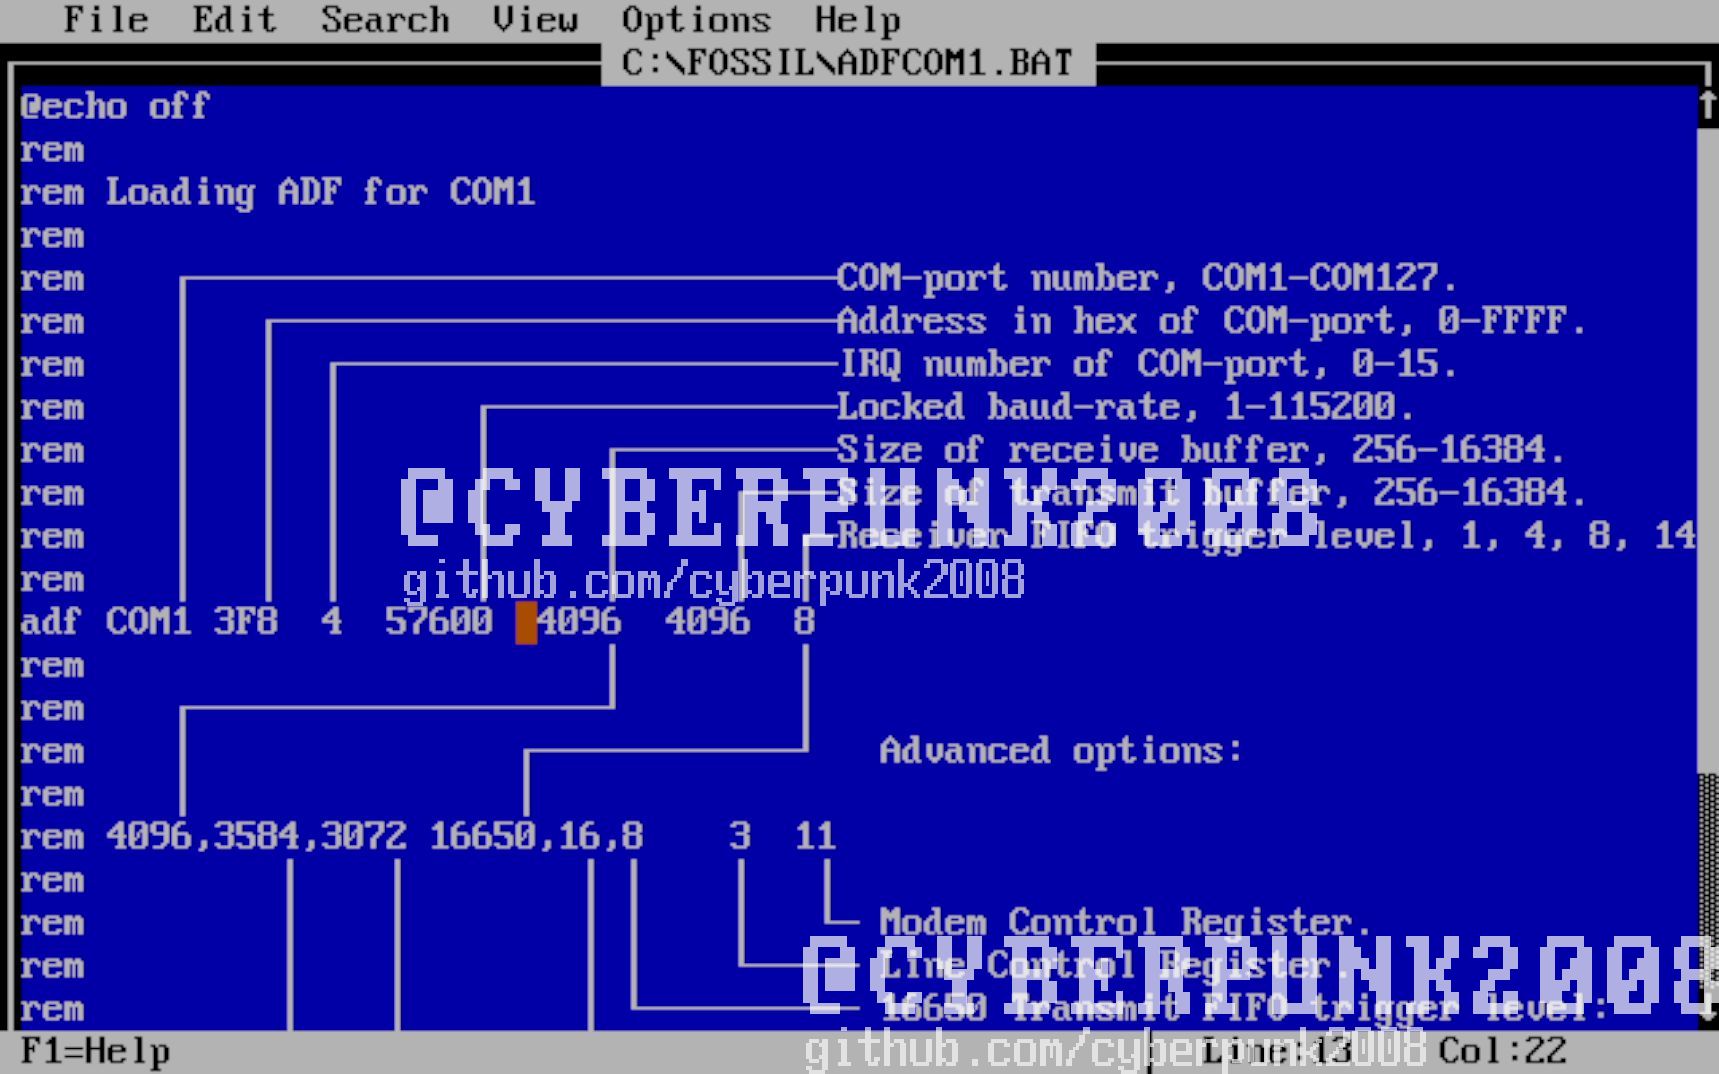 File Edit Search View Options Help
C:\FOSSIL\ADFCOM1.BAT
@echo off
rem
rem Loading ADF for COM1
rem
rem COM-port number, COM1-COM127.
rem Address in hex of COM-port, 0-FFFF.
rem IRQ number of COM-port, 0-15.
rem Locked baud-rate, 1-115200.
rem Size of receive buffer, 256-16384.
@CYBERPUNK2008
rem Size of transmit buffer, 256-16384.
rem Receiver FIFO trigger level, 1, 4, 8, 14
github.com/cyberpunk2008
rem
adf COM1 3F8 4 57600 4096 4096 8
rem
rem
rem Advanced options:
rem
rem 4096,3584,3072 16650,16,8 3 11
rem
rem Modem Control Register.
@CYBERPUNK2008
rem Line Control Register.
rem 16650 Transmit FIFO trigger level:
github.com/cyberpunk2008
F1=Help Line:13 Col:22